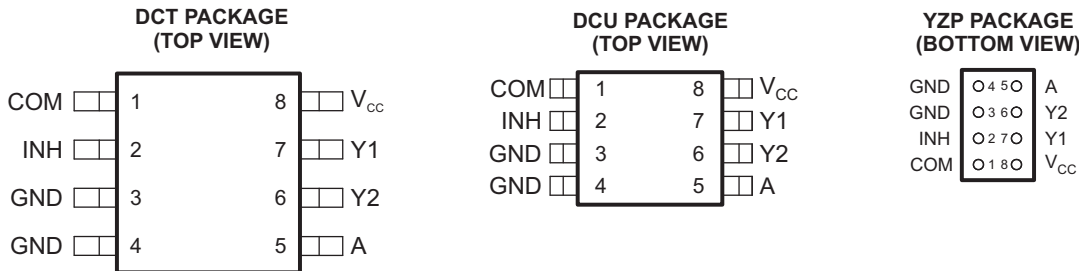 DCT PACKAGE
(TOP VIEW)
COM 1 8 Vcc
INH 2 7 Y1
GND 3 6 Y2
GND 4 5 A
DCU PACKAGE
(TOP VIEW)
COM 1 8 VCC
INH 2 7 Y1
GND 3 6 Y2
GND 4 5 A
YZP PACKAGE
(BOTTOM VIEW)
GND 4 5 A
GND 3 6 Y2
INH 2 7 Y1
COM 1 8 VCC